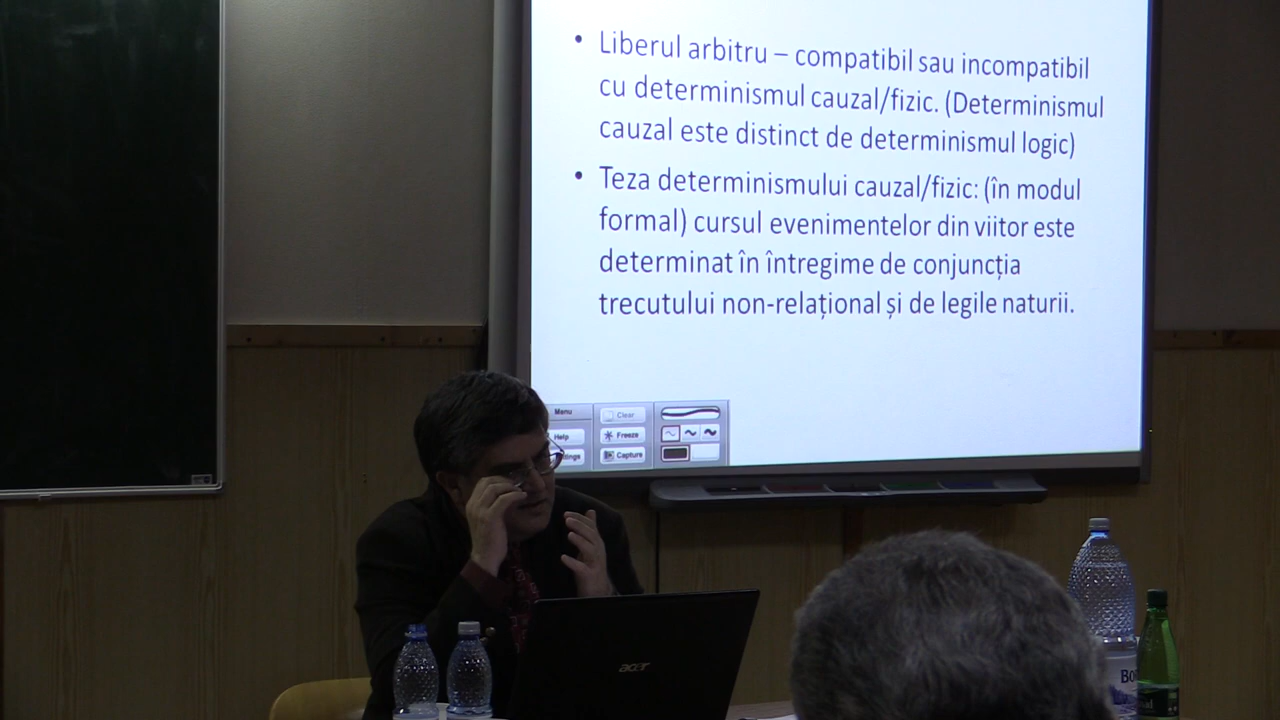 Liberul arbitru – compatibil sau incompatibil
cu determinismul cauzal/fizic. (Determinismul
cauzal este distinct de determinismul logic)
Teza determinismului cauzal/fizic: (în modul
formal) cursul evenimentelor din viitor este
determinat în întregime de conjuncția
trecutului non-relațional și de legile naturii.
Menu
Clear
Help
Freeze
Capture
acer